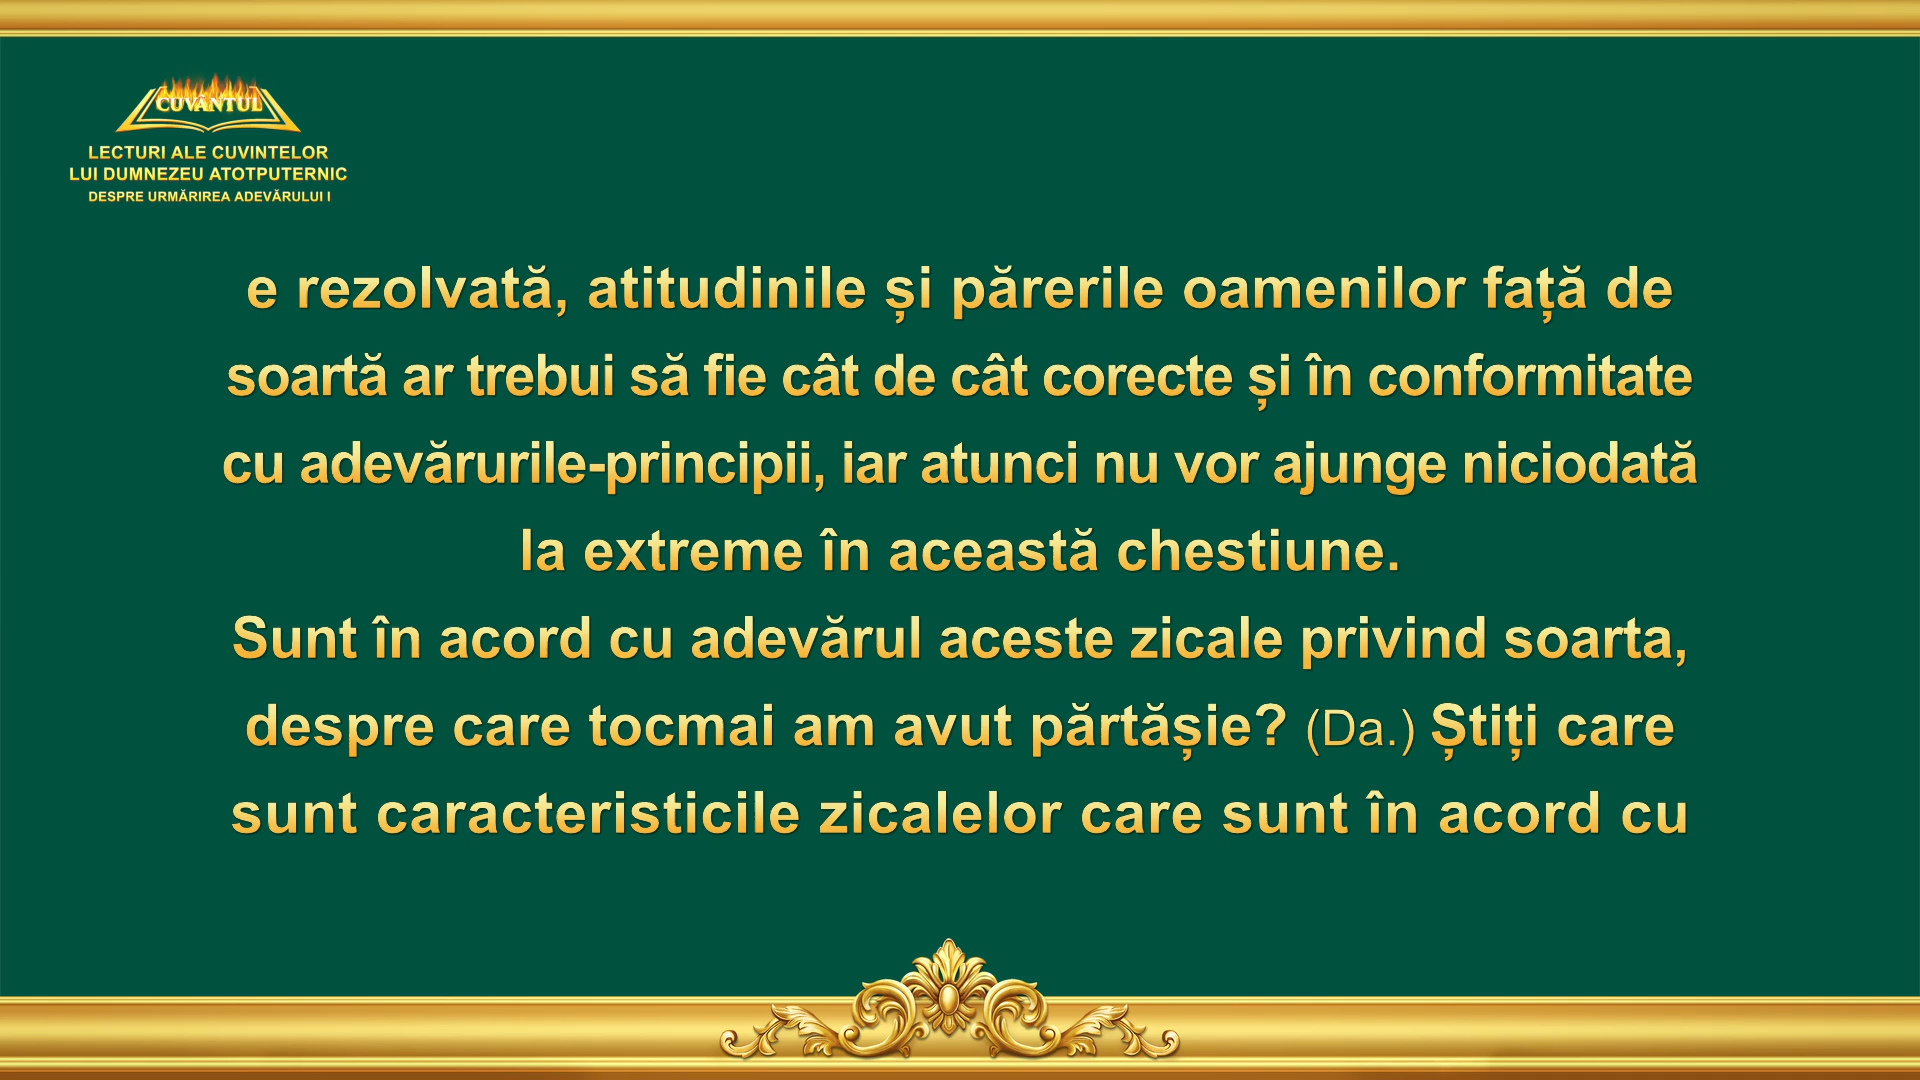 CUVÂNTUL
LECTURI ALE CUVINTELOR
LUI DUMNEZEU ATOTPUTERNIC
DESPRE URMĂRIREA ADEVĂRULUI I
e rezolvată, atitudinile și părerile oamenilor față de
soartă ar trebui să fie cât de cât corecte și în conformitate
cu adevărurile-principii, iar atunci nu vor ajunge niciodată
la extreme în această chestiune.
Sunt în acord cu adevărul aceste zicale privind soarta,
despre care tocmai am avut părtășie? (Da.) Știți care
sunt caracteristicile zicalelor care sunt în acord cu